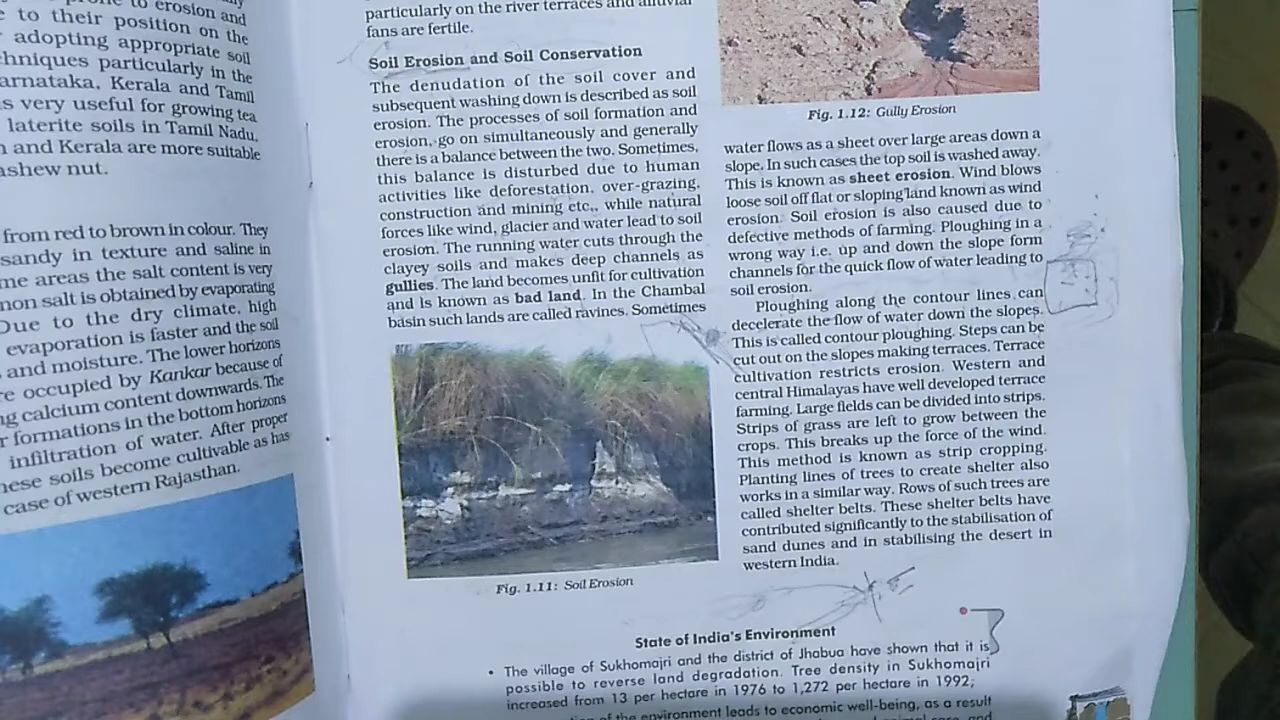 to erosion and
to their position on the
adopting appropriate soil
particularly in the
Kerala and Tamil
very useful for growing tea
laterite soils in Tamil Nadu,
and Kerala are more suitable
nut.
from red to brown in colour. They
sandy in texture and saline in
areas the salt content is very
salt is obtained by evaporating
Due to the dry climate, high
evaporation is faster and the soil
and moisture. The lower horizons
occupied by Kankar because of
calcium content downwards. The
formations in the bottom horizons
infiltration of water. After proper
soils become cultivable as has
case of western Rajasthan.
particularly on the river terraces and alluvial
fans are fertile.
Soil Erosion and Soil Conservation
The denudation of the soil cover and
subsequent washing down is described as soil
erosion. The processes of soil formation and
erosion, go on simultaneously and generally
there is a balance between the two. Sometimes,
this balance is disturbed due to human
activities like deforestation, over-grazing,
construction and mining etc., while natural
forces like wind, glacier and water lead to soil
erosion. The running water cuts through the
clayey soils and makes deep channels as
gullies. The land becomes unfit for cultivation
and is known as bad land. In the Chambal
basin such lands are called ravines. Sometimes
Fig. 1.11: Soil Erosion
Fig. 1.12: Gully Erosion
water flows as a sheet over large areas down a
slope. In such cases the top soil is washed away.
This is known as sheet erosion. Wind blows
loose soil off flat or sloping land known as wind
erosion. Soil erosion is also caused due to
defective methods of farming. Ploughing in a
wrong way i.e. up and down the slope form
channels for the quick flow of water leading to
soil erosion.
Ploughing along the contour lines can
decelerate the flow of water down the slopes.
This is called contour ploughing. Steps can be
cut out on the slopes making terraces. Terrace
cultivation restricts erosion. Western and
central Himalayas have well developed terrace
farming. Large fields can be divided into strips.
Strips of grass are left to grow between the
crops. This breaks up the force of the wind.
This method is known as strip cropping.
Planting lines of trees to create shelter also
works in a similar way. Rows of such trees are
called shelter belts. These shelter belts have
contributed significantly to the stabilisation of
sand dunes and in stabilising the desert in
western India.
State of India's Environment
• The village of Sukhomajri and the district of Jhabua have shown that it is
possible to reverse land degradation. Tree density in Sukhomajri
increased from 13 per hectare in 1976 to 1,272 per hectare in 1992;
of the environment leads to economic well-being, as a result